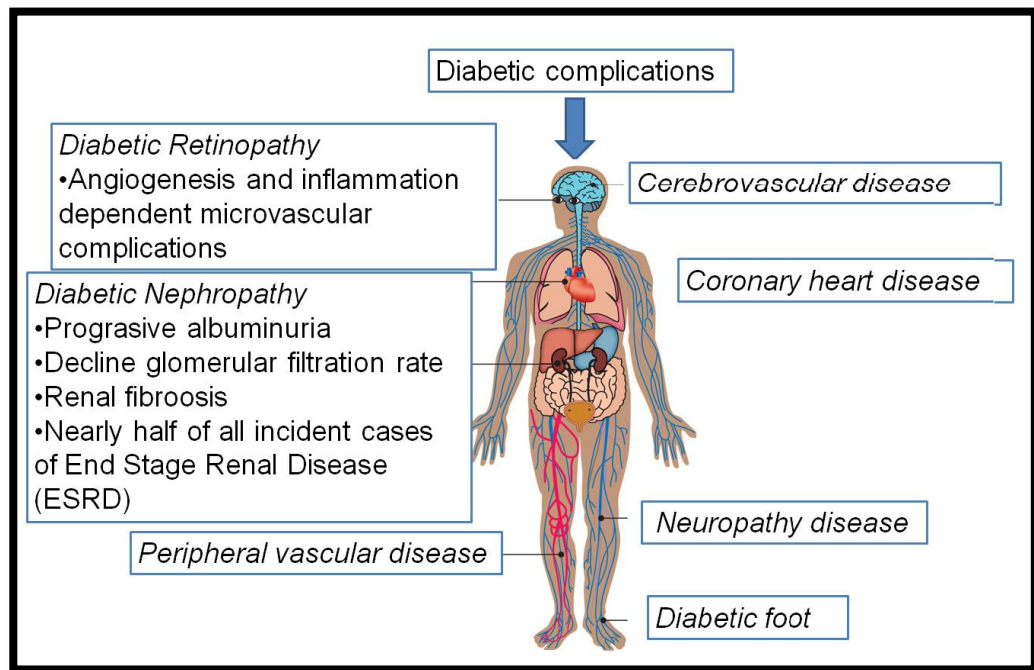 Diabetic complications
Diabetic Retinopathy
•Angiogenesis and inflammation
dependent microvascular
complications
Cerebrovascular disease
Diabetic Nephropathy
•Prograsive albuminuria
•Decline glomerular filtration rate
•Renal fibroosis
•Nearly half of all incident cases
of End Stage Renal Disease
(ESRD)
Coronary heart disease
Neuropathy disease
Peripheral vascular disease
Diabetic foot